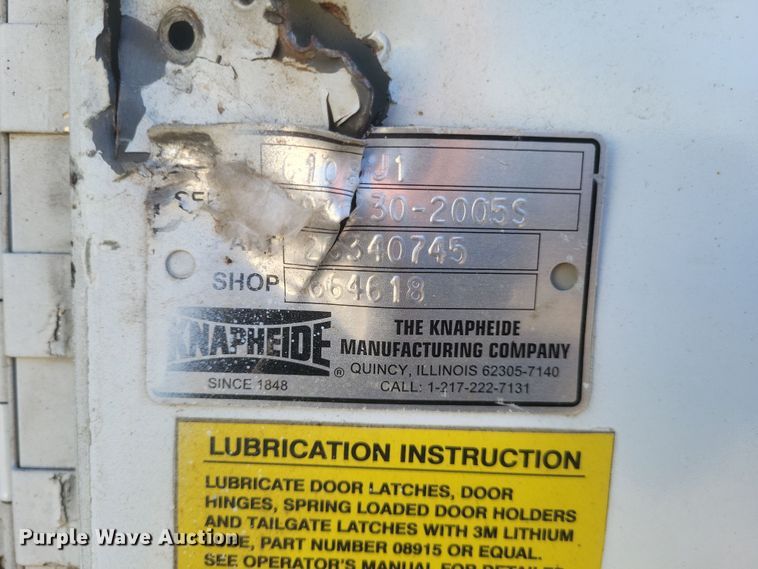 J1
30-2005S
26340745
SHOP 664618
KNAPHEIDE
SINCE 1848
®
THE KNAPHEIDE
MANUFACTURING COMPANY
QUINCY, ILLINOIS 62305-7140
CALL: 1-217-222-7131
LUBRICATION INSTRUCTION
LUBRICATE DOOR LATCHES, DOOR
HINGES, SPRING LOADED DOOR HOLDERS
AND TAILGATE LATCHES WITH 3M LITHIUM
PART NUMBER 08915 OR EQUAL.
SEE OPERATOR'S MANUAL FOR DETAILED
Purple Wave Auction